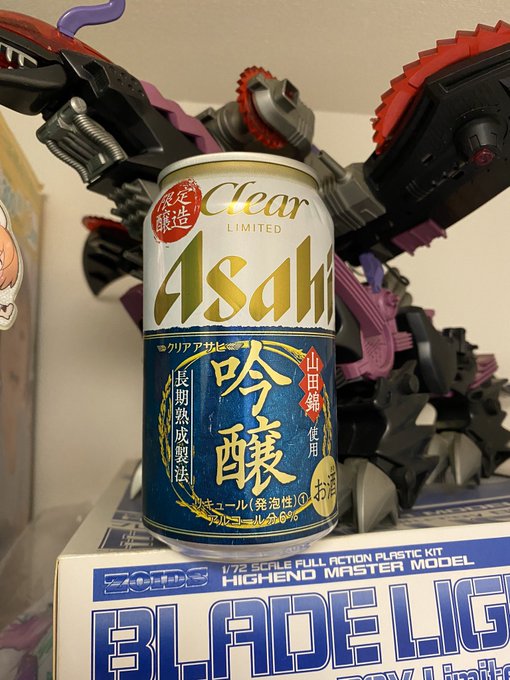 限定
醸造
Clear
LIMITED
Asahi
クリアアサヒ
吟醸
長期熟成製法
山田錦
使用
お酒
リキュール(発泡性)①
アルコール分6%
ZOIDS
1/72 SCALE FULL ACTION PLASTIC KIT
HIGHEND MASTER MODEL
BLADE LIG